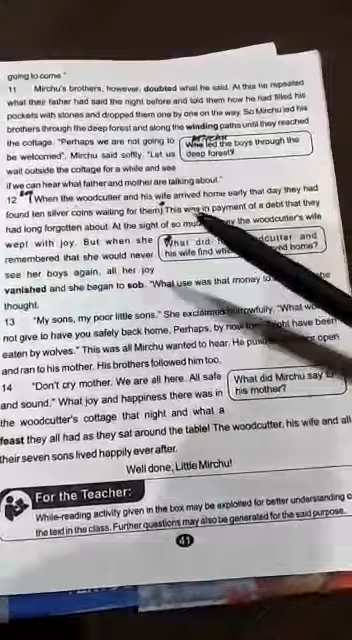 going to come."
11 Mirchu's brothers, however, doubted what he said. At this he repeated
what their father had said the night before and told them how he had filled his
pockets with stones and dropped them one by one on the way. So Mirchu led his
brothers through the deep forest and along the winding paths until they reached
the cottage. "Perhaps we are not going to
be welcomed", Mirchu said softly. "Let us
wait outside the cottage for a while and see
if we can hear what father and mother are talking about."
Mirchu
Who led the boys through the
deep forest?
12 When the woodcutter and his wife arrived home early that day they had
found ten silver coins waiting for them. This was in payment of a debt that they
had long forgotten about. At the sight of so the woodcutter's wife
wept with joy. But when she
remembered that she would never
see her boys again, all her joy
What did woodcutter and
his wife find home?
vanished and she began to sob. "What use was that money to she
thought.
13 "My sons, my poor little sons." She exclaimed sorrowfully. "What
not give to have you safely back home. Perhaps, by now might have been
eaten by wolves." This was all Mirchu wanted to hear. He open
and ran to his mother. His brothers followed him too.
14 "Don't cry mother. We are all here. All safe
and sound." What joy and happiness there was in
the woodcutter's cottage that night and what a
What did Mirchu say
his mother?
feast they all had as they sat around the table! The woodcutter, his wife and all
their seven sons lived happily ever after.
Well done, Little Mirchu!
For the Teacher:
While-reading activity given in the box may be exploited for better understanding
the text in the class. Further questions may also be generated for the said purpose.
41